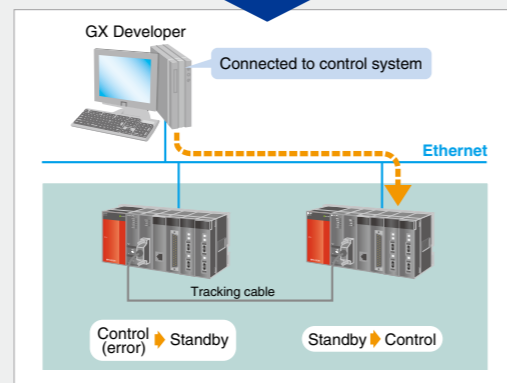 GX Developer
Connected to control system
Ethernet
Tracking cable
Control
(error)
Standby
Standby
Control